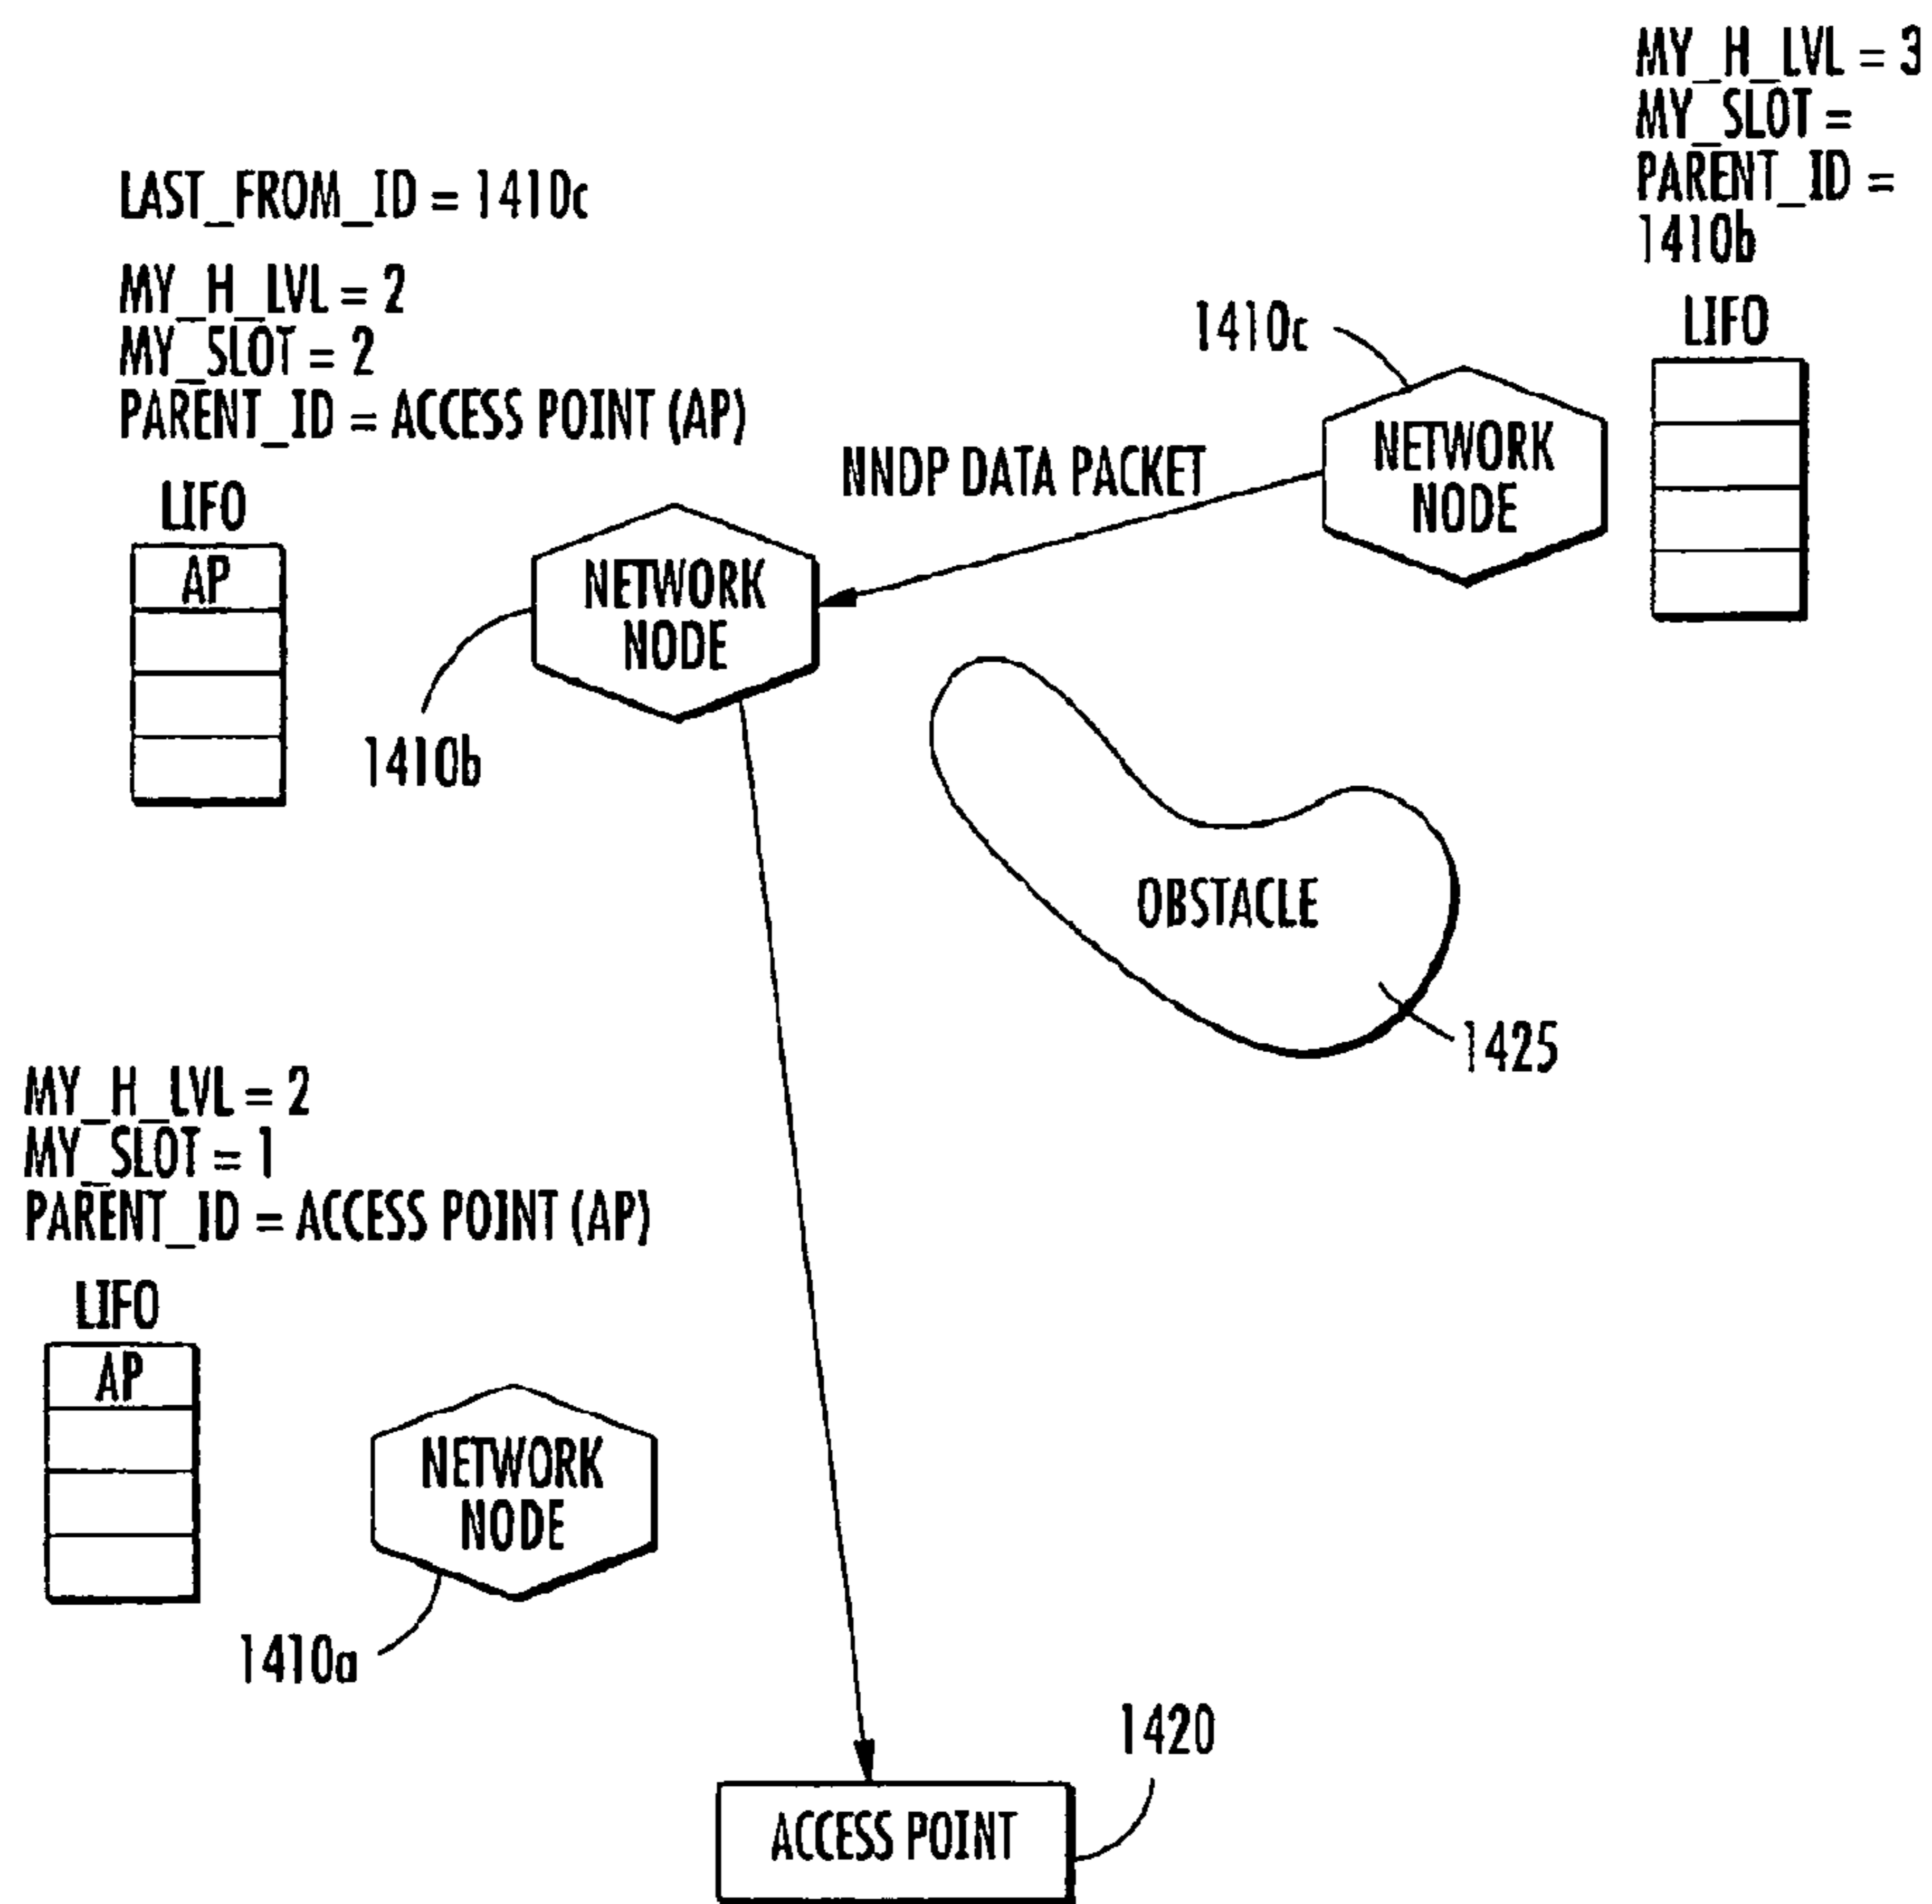 MY_H_LVL = 3
MY_SLOT =
PARENT_ID =
1410b
LIFO
LAST_FROM_ID = 1410c
MY_H_LVL = 2
MY_SLOT = 2
PARENT_ID = ACCESS POINT (AP)
LIFO
AP
1410c
NETWORK
NODE
NNDP DATA PACKET
NETWORK
NODE
1410b
OBSTACLE
1425
MY_H_LVL = 2
MY_SLOT = 1
PARENT_ID = ACCESS POINT (AP)
LIFO
AP
NETWORK
NODE
1410a
1420
ACCESS POINT